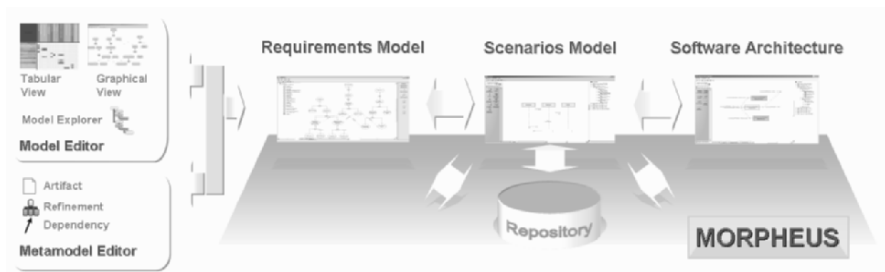 Tabular
View
Graphical
View
Model Explorer
Model Editor
Artifact
Refinement
Dependency
Metamodel Editor
Requirements Model
Scenarios Model
Software Architecture
Repository
MORPHEUS